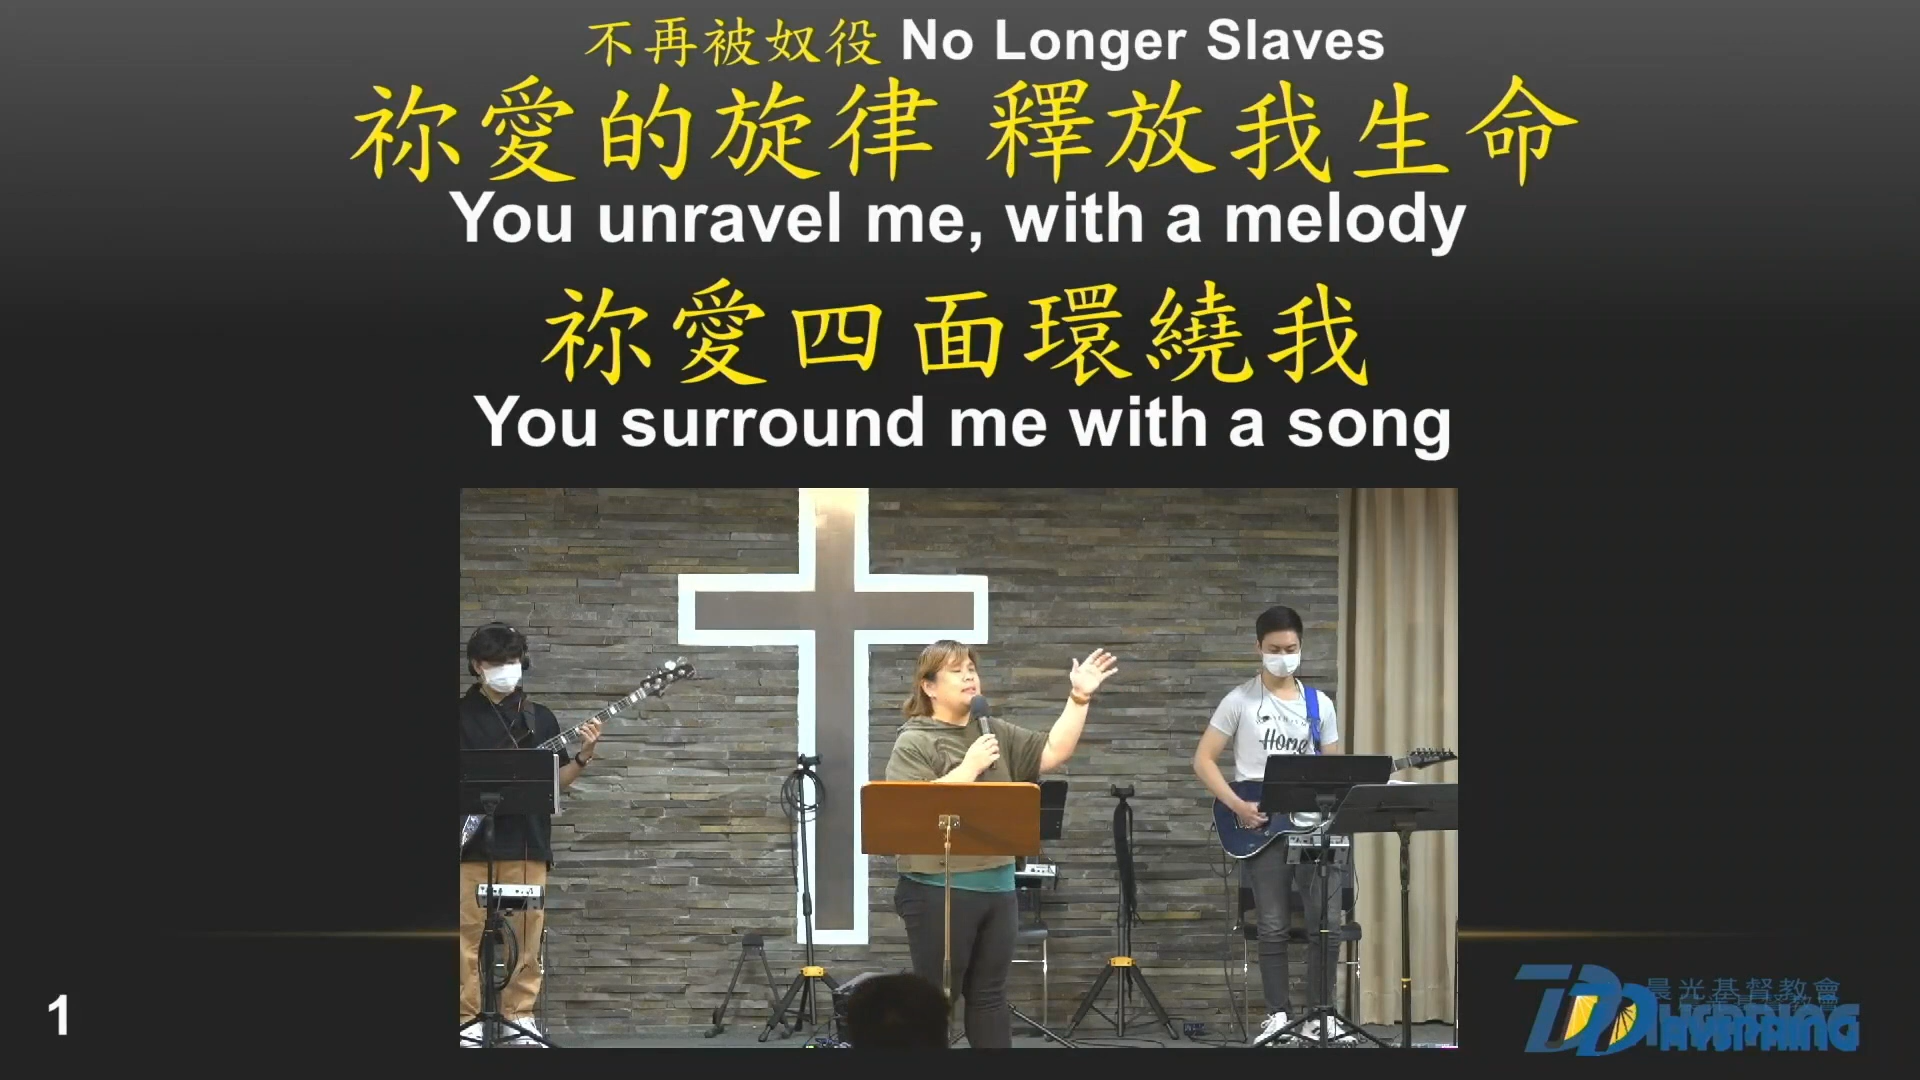 不再被奴役 No Longer Slaves
祢愛的旋律 釋放我生命
You unravel me, with a melody
祢愛四面環繞我
You surround me with a song
Home
晨光基督教會
1